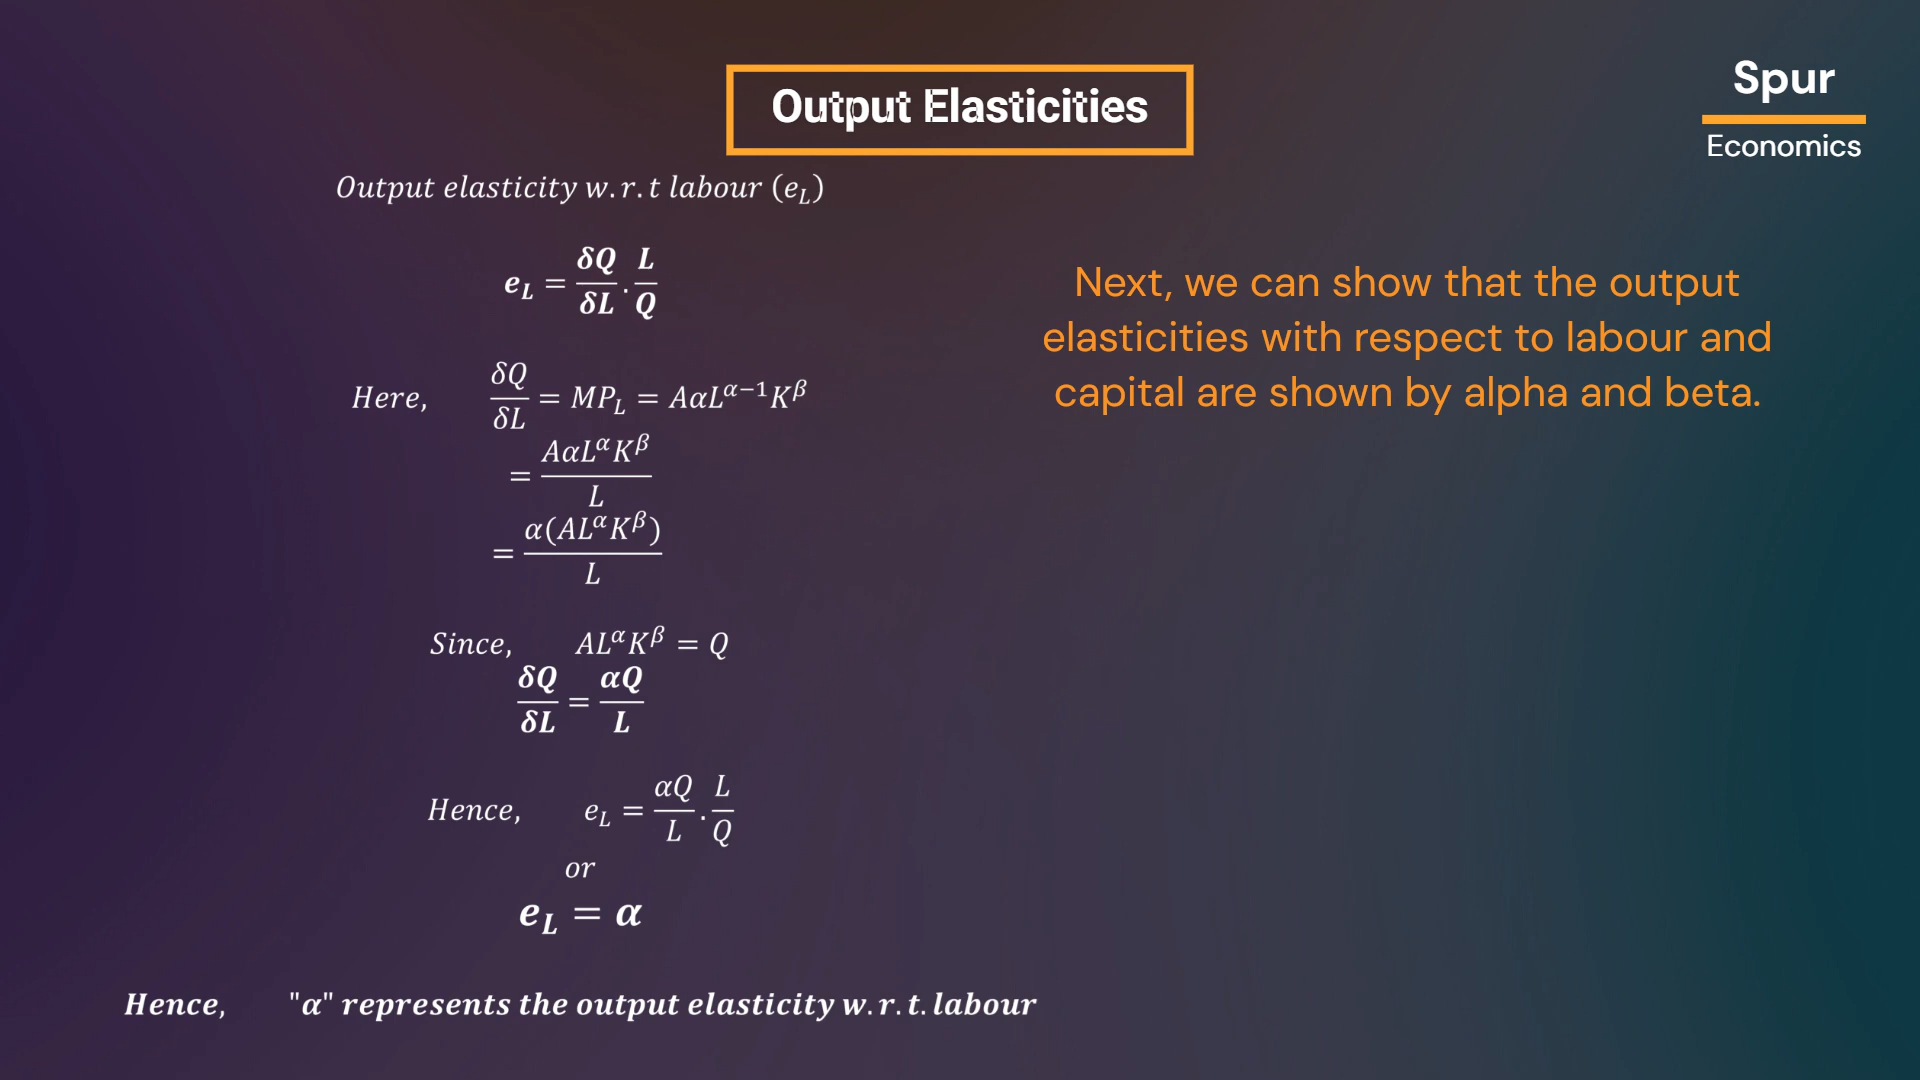 Output Elasticities
Spur
Economics
Output elasticity w.r.t labour (e_L)
e_L = δQ/δL . L/Q
Here, δQ/δL = MP_L = AαL^{α−1}K^β
= AαL^αK^β/L
= α(AL^αK^β)/L
Since, AL^αK^β = Q
δQ/δL = αQ/L
Hence, e_L = αQ/L . L/Q
or
e_L = α
Hence, "α" represents the output elasticity w.r.t. labour
Next, we can show that the output
elasticities with respect to labour and
capital are shown by alpha and beta.